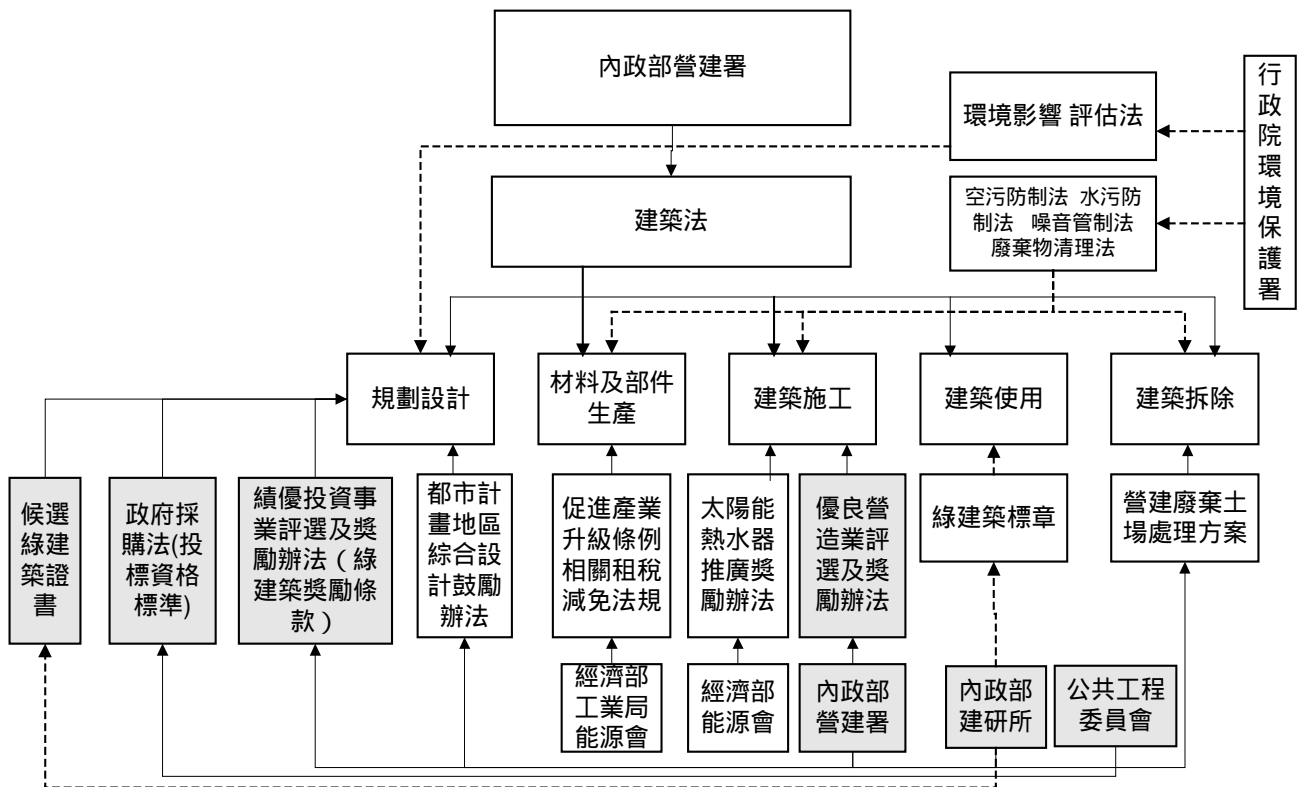 內政部營建署
環境影響 評估法
行
政
院
環
境
保
護
署
建築法
空污防制法 水污防
制法 噪音管制法
廢棄物清理法
規劃設計
材料及部件
生產
建築施工
建築使用
建築拆除
候選
綠建
築證
書
政府採
購法(投
標資格
標準)
績優投資事
業評選及獎
勵辦法（綠
建築獎勵條
款）
都市計
畫地區
綜合設
計鼓勵
辦法
促進產業
升級條例
相關租稅
減免法規
太陽能
熱水器
推廣獎
勵辦法
優良營
造業評
選及獎
勵辦法
綠建築標章
營建廢棄土
場處理方案
經濟部
工業局
能源會
經濟部
能源會
內政部
營建署
內政部
建研所
公共工程
委員會